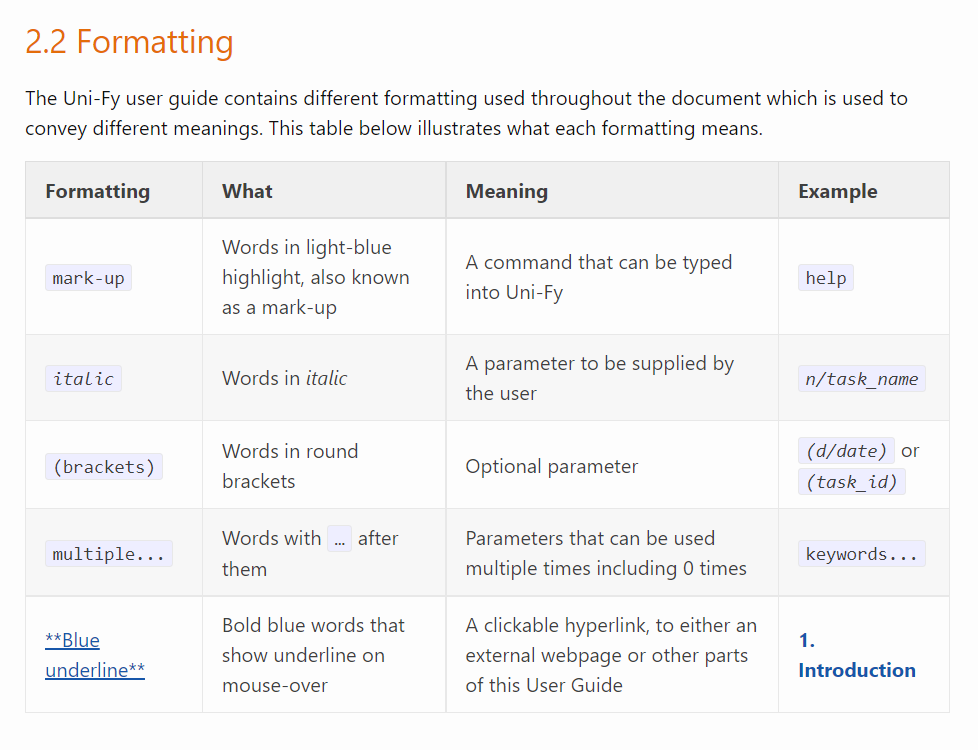 2.2 Formatting
The Uni-Fy user guide contains different formatting used throughout the document which is used to
convey different meanings. This table below illustrates what each formatting means.
Formatting What Meaning Example
mark-up
Words in light-blue
highlight, also known
as a mark-up
A command that can be typed
into Uni-Fy
help
italic
Words in italic
A parameter to be supplied by
the user
n/task_name
(brackets)
Words in round
brackets
Optional parameter
(d/date) or
(task_id)
multiple...
Words with … after
them
Parameters that can be used
multiple times including 0 times
keywords...
**Blue
underline**
Bold blue words that
show underline on
mouse-over
A clickable hyperlink, to either an
external webpage or other parts
of this User Guide
1.
Introduction